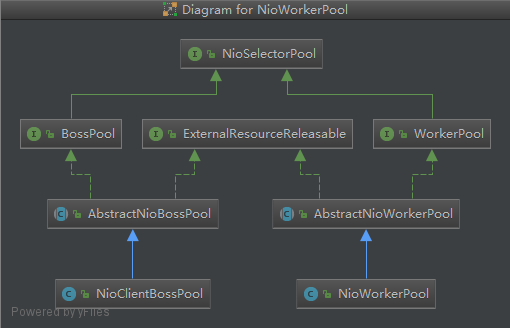 Diagram for NioWorkerPool
I NioSelectorPool
I BossPool
I ExternalResourceReleasable
I WorkerPool
C AbstractNioBossPool
C AbstractNioWorkerPool
C NioClientBossPool
C NioWorkerPool
Powered by yFiles